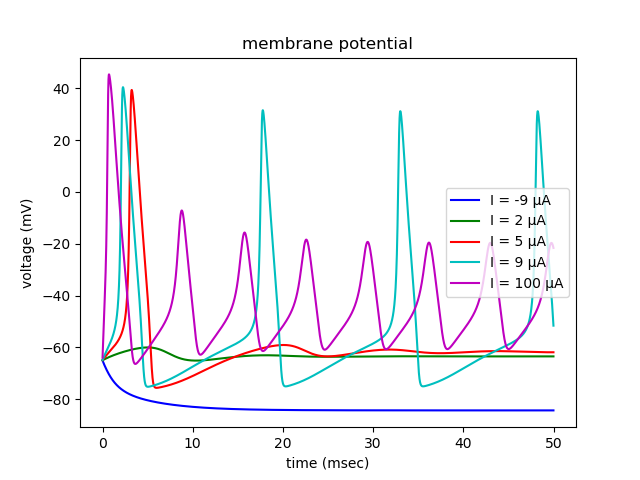 membrane potential
voltage (mV)
40
20
0
−20
−40
−60
−80
I = -9 μA
I = 2 μA
I = 5 μA
I = 9 μA
I = 100 μA
0
10
20
30
40
50
time (msec)